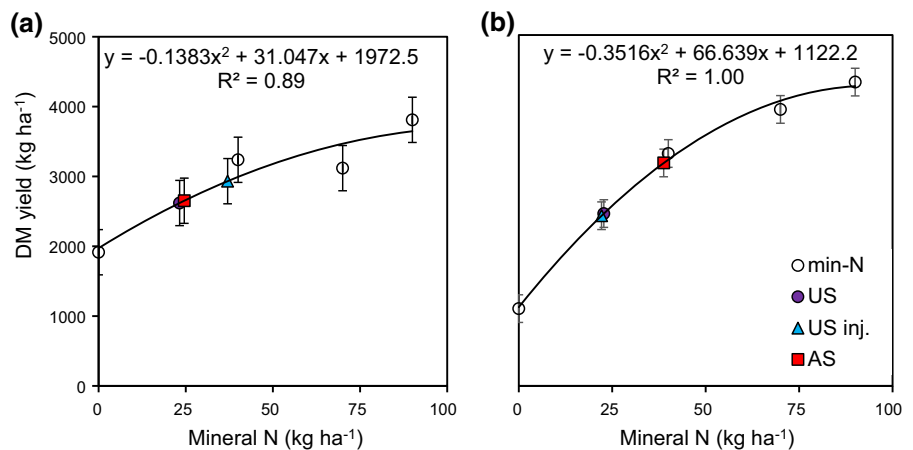 (a)
y = -0.1383x² + 31.047x + 1972.5
R² = 0.89
DM yield (kg ha⁻¹)
5000
4000
3000
2000
1000
0
0 25 50 75 100
Mineral N (kg ha⁻¹)
(b)
y = -0.3516x² + 66.639x + 1122.2
R² = 1.00
min-N
US
US inj.
AS
0 25 50 75 100
Mineral N (kg ha⁻¹)